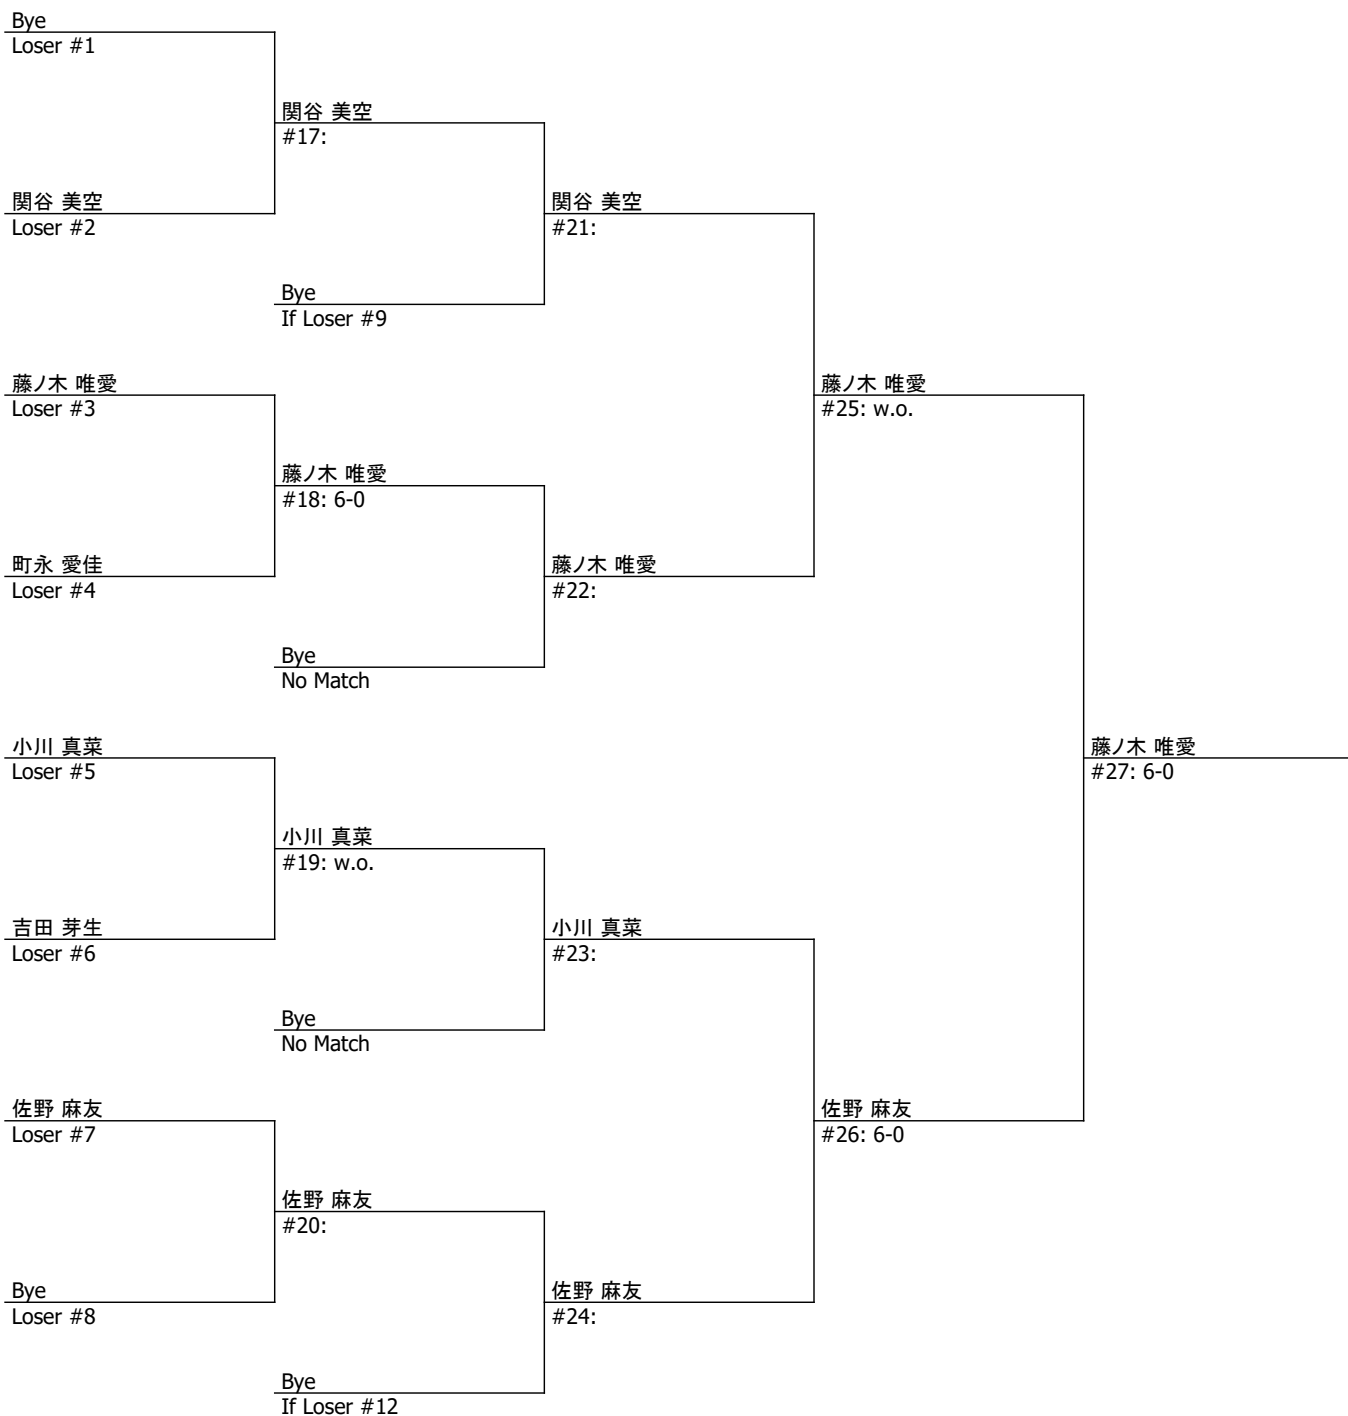 Bye
Loser #1
関谷 美空
#17:
関谷 美空
Loser #2
関谷 美空
#21:
Bye
If Loser #9
藤ノ木 唯愛
Loser #3
藤ノ木 唯愛
#25: w.o.
藤ノ木 唯愛
#18: 6-0
町永 愛佳
Loser #4
藤ノ木 唯愛
#22:
Bye
No Match
小川 真菜
Loser #5
藤ノ木 唯愛
#27: 6-0
小川 真菜
#19: w.o.
吉田 芽生
Loser #6
小川 真菜
#23:
Bye
No Match
佐野 麻友
Loser #7
佐野 麻友
#26: 6-0
佐野 麻友
#20:
Bye
Loser #8
佐野 麻友
#24:
Bye
If Loser #12